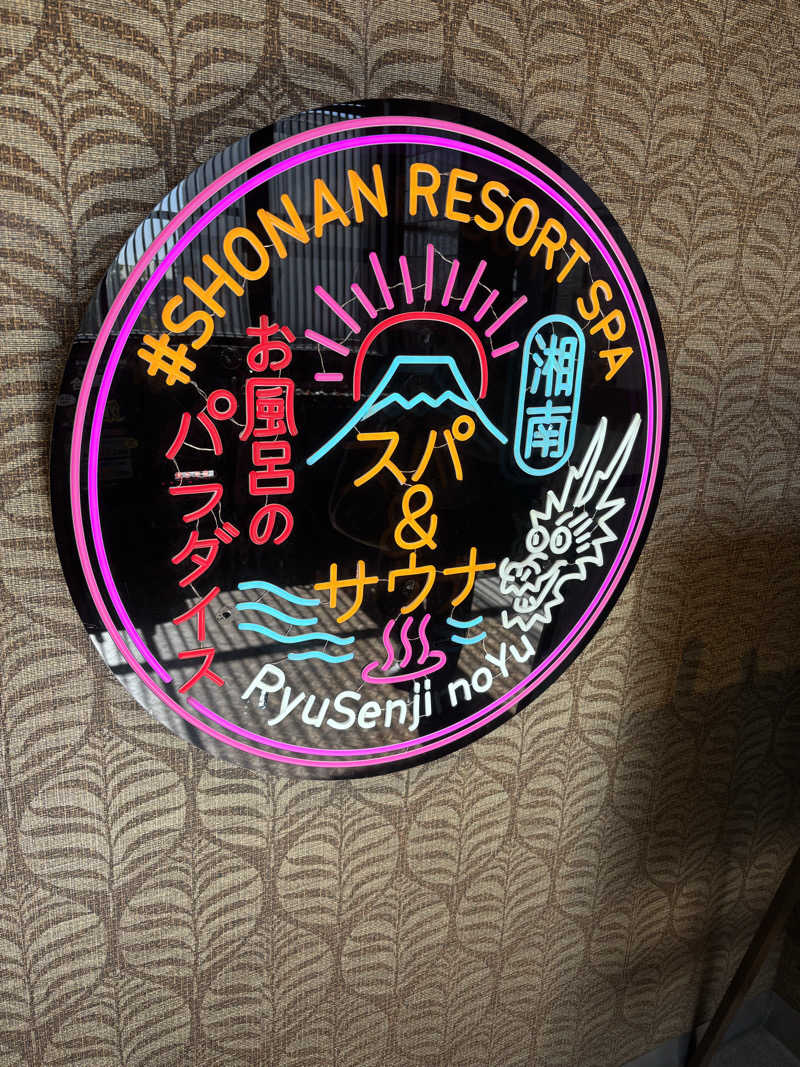 #SHONAN RESORT SPA
湘南
お風呂の
パラダイス
スパ
&
サウナ
RyuSenji noYu